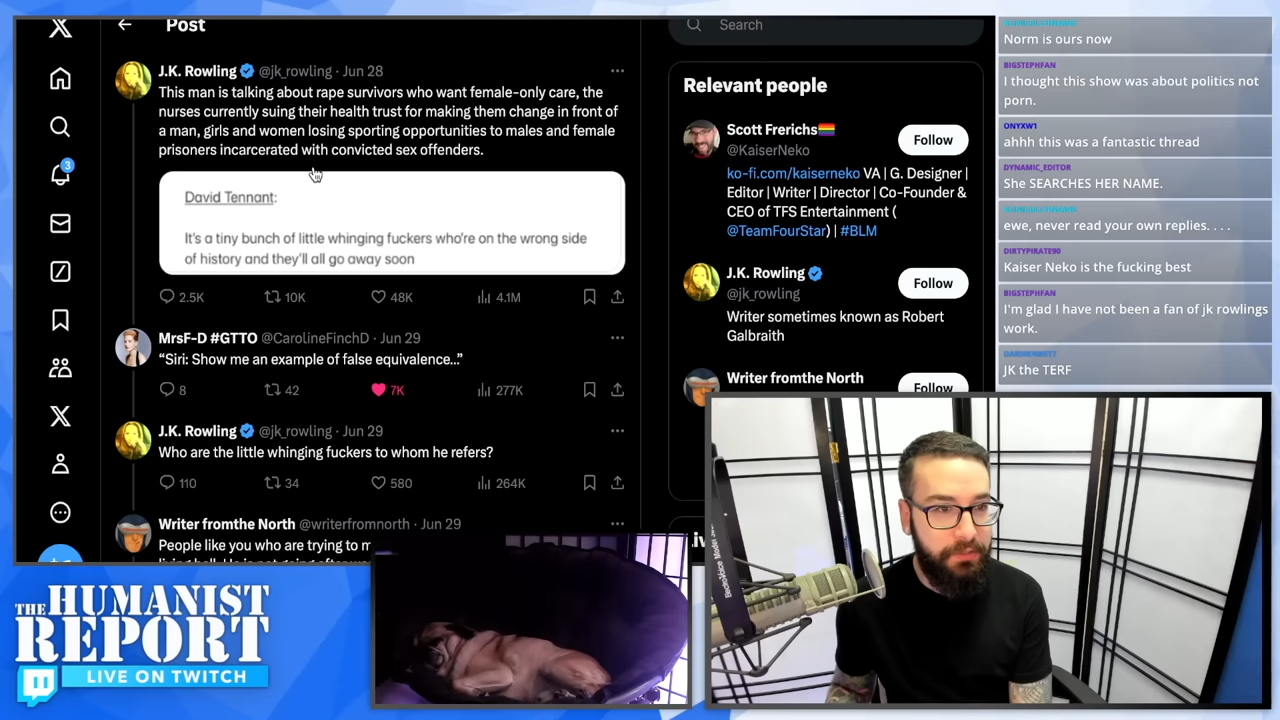 Post
J.K. Rowling @jk_rowling · Jun 28
This man is talking about rape survivors who want female-only care, the
nurses currently suing their health trust for making them change in front of
a man, girls and women losing sporting opportunities to males and female
prisoners incarcerated with convicted sex offenders.
David Tennant:
It's a tiny bunch of little whinging fuckers who're on the wrong side
of history and they'll all go away soon
2.5K 10K 48K 4.1M
MrsF-D #GTTO @CarolineFinchD · Jun 29
“Siri: Show me an example of false equivalence...”
8 42 7K 277K
J.K. Rowling @jk_rowling · Jun 29
Who are the little whinging fuckers to whom he refers?
110 34 580 264K
Writer fromthe North @writerfromnorth · Jun 29
People like you who are trying to m
3
Search
Relevant people
Scott Frerichs
@KaiserNeko
Follow
ko-fi.com/kaiserneko VA | G. Designer |
Editor | Writer | Director | Co-Founder &
CEO of TFS Entertainment (
@TeamFourStar) | #BLM
J.K. Rowling
@jk_rowling
Follow
Writer sometimes known as Robert
Galbraith
Writer fromthe North
Follow
Norm is ours now
BIGSTEPHFAN
I thought this show was about politics not
porn.
ONYXW1
ahhh this was a fantastic thread
DYNAMIC_EDITOR
She SEARCHES HER NAME.
ewe, never read your own replies. . . .
DIRTYPIRATE90
Kaiser Neko is the fucking best
BIGSTEPHFAN
I'm glad I have not been a fan of jk rowlings
work.
JK the TERF
THE
HUMANIST
REPORT
LIVE ON TWITCH